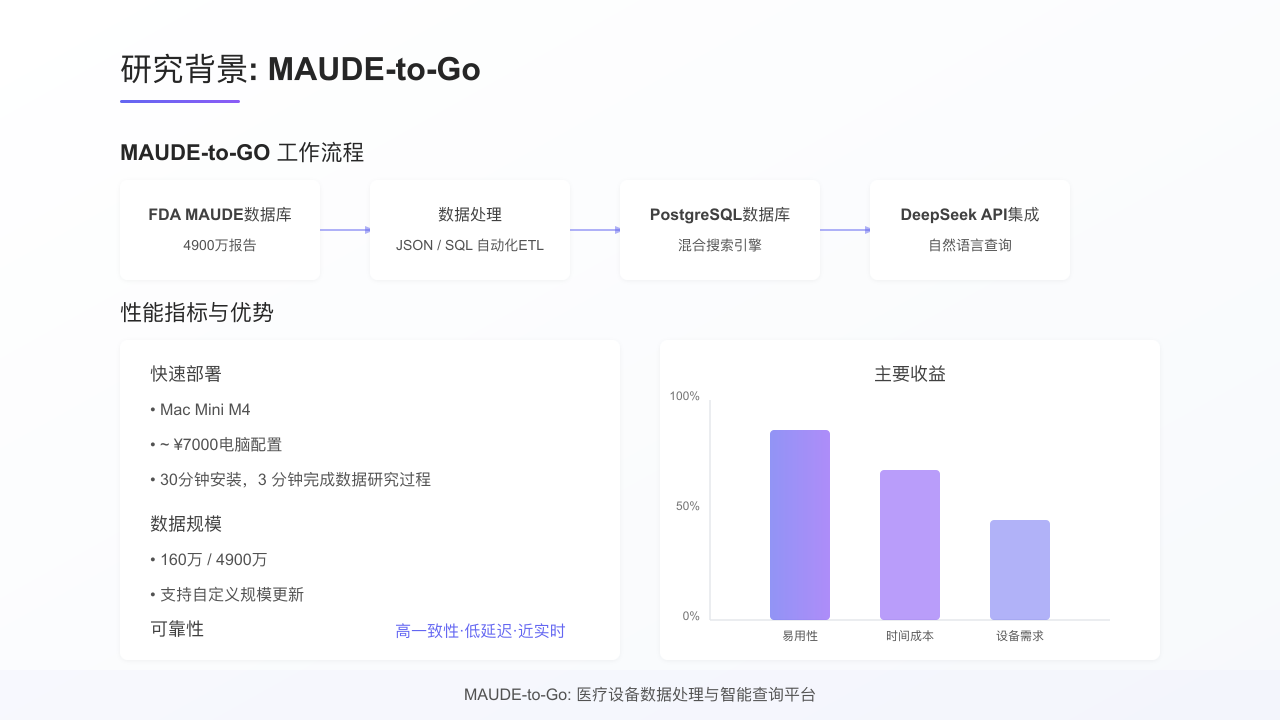 研究背景: MAUDE-to-Go
MAUDE-to-GO 工作流程
FDA MAUDE数据库
4900万报告
数据处理
JSON / SQL 自动化ETL
PostgreSQL数据库
混合搜索引擎
DeepSeek API集成
自然语言查询
性能指标与优势
快速部署
• Mac Mini M4
• ~ ¥7000电脑配置
• 30分钟安装，3 分钟完成数据研究过程
数据规模
• 160万 / 4900万
• 支持自定义规模更新
可靠性
高一致性·低延迟·近实时
主要收益
100%
50%
0%
易用性
时间成本
设备需求
MAUDE-to-Go: 医疗设备数据处理与智能查询平台